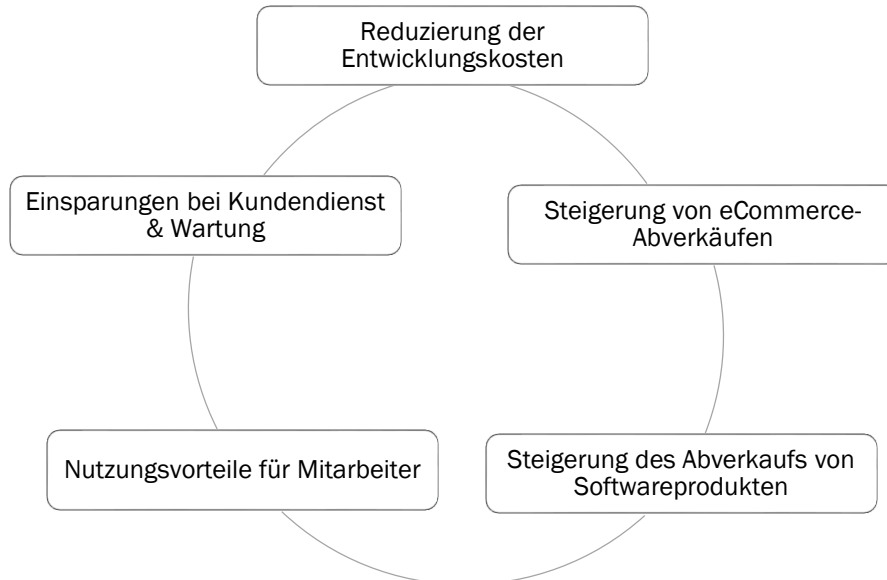 Reduzierung der
Entwicklungskosten
Einsparungen bei Kundendienst
& Wartung
Steigerung von eCommerce-
Abverkäufen
Nutzungsvorteile für Mitarbeiter
Steigerung des Abverkaufs von
Softwareprodukten